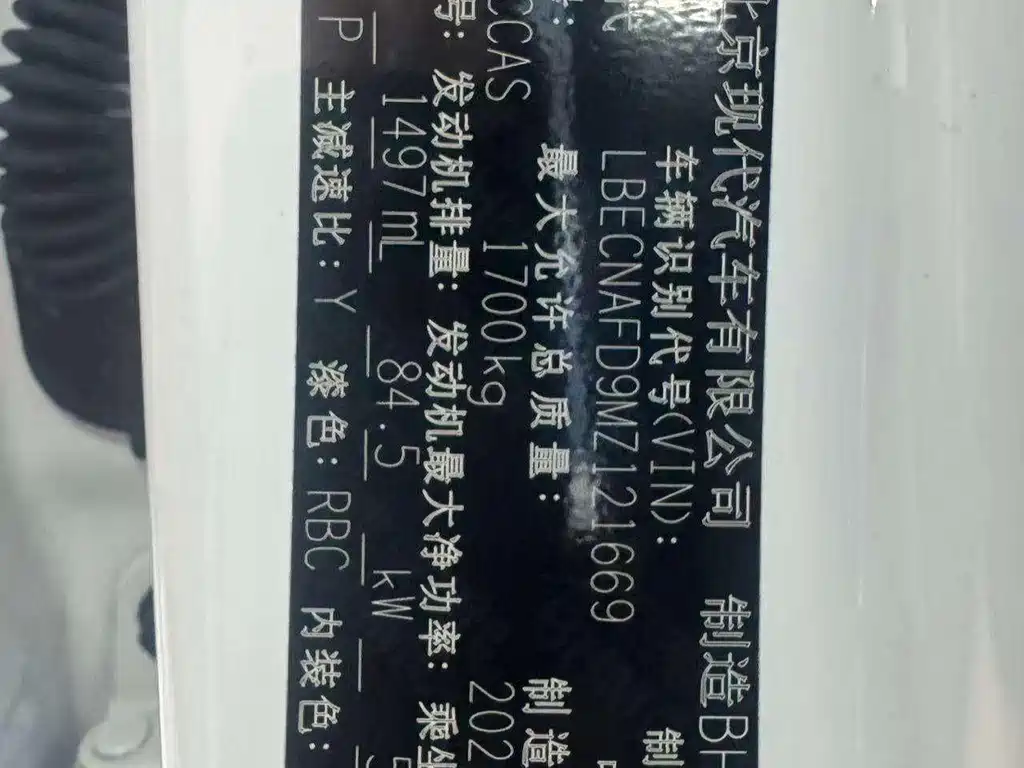 北京现代汽车有限公司 制造BH
车辆识别代号(VIN): 制
LBECNAFD9MZ121669
代
最大允许总质量: 制造
CCAS 1700kg 202
号: 发动机排量: 发动机最大净功率: 乘坐
1497mL 84.5 kW 5
P 主减速比: Y 漆色: RBC 内装色: